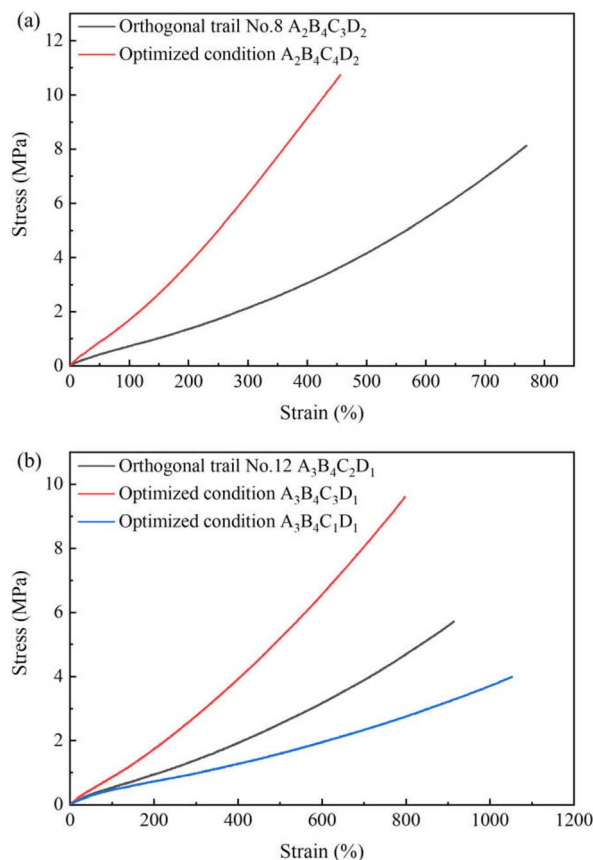 (a)
Orthogonal trail No.8 A₂B₄C₃D₂
Optimized condition A₂B₄C₄D₂
12
10
8
6
4
2
0
Stress (MPa)
0 100 200 300 400 500 600 700 800
Strain (%)
(b)
Orthogonal trail No.12 A₃B₄C₂D₁
Optimized condition A₃B₄C₃D₁
Optimized condition A₃B₄C₁D₁
10
8
6
4
2
0
Stress (MPa)
0 200 400 600 800 1000 1200
Strain (%)